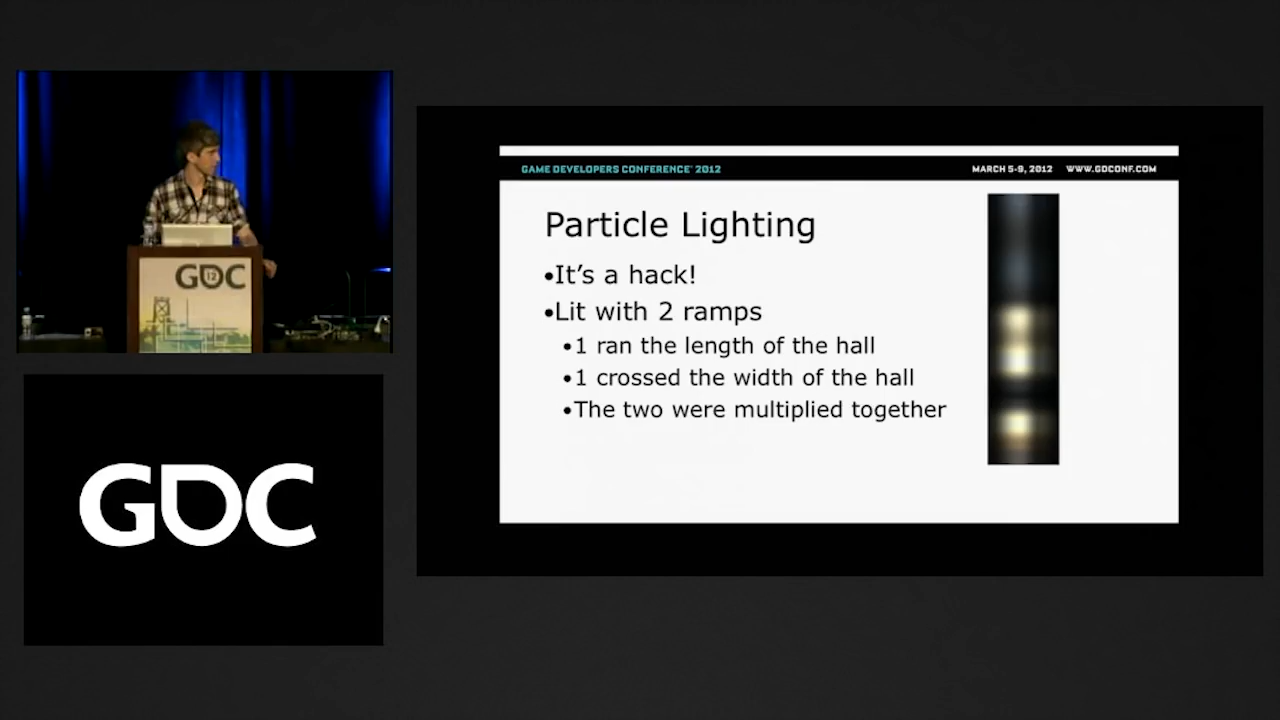 GDC
12
GDC
GAME DEVELOPERS CONFERENCE® 2012
MARCH 5-9, 2012 WWW.GDCONF.COM
Particle Lighting
•It's a hack!
•Lit with 2 ramps
•1 ran the length of the hall
•1 crossed the width of the hall
•The two were multiplied together